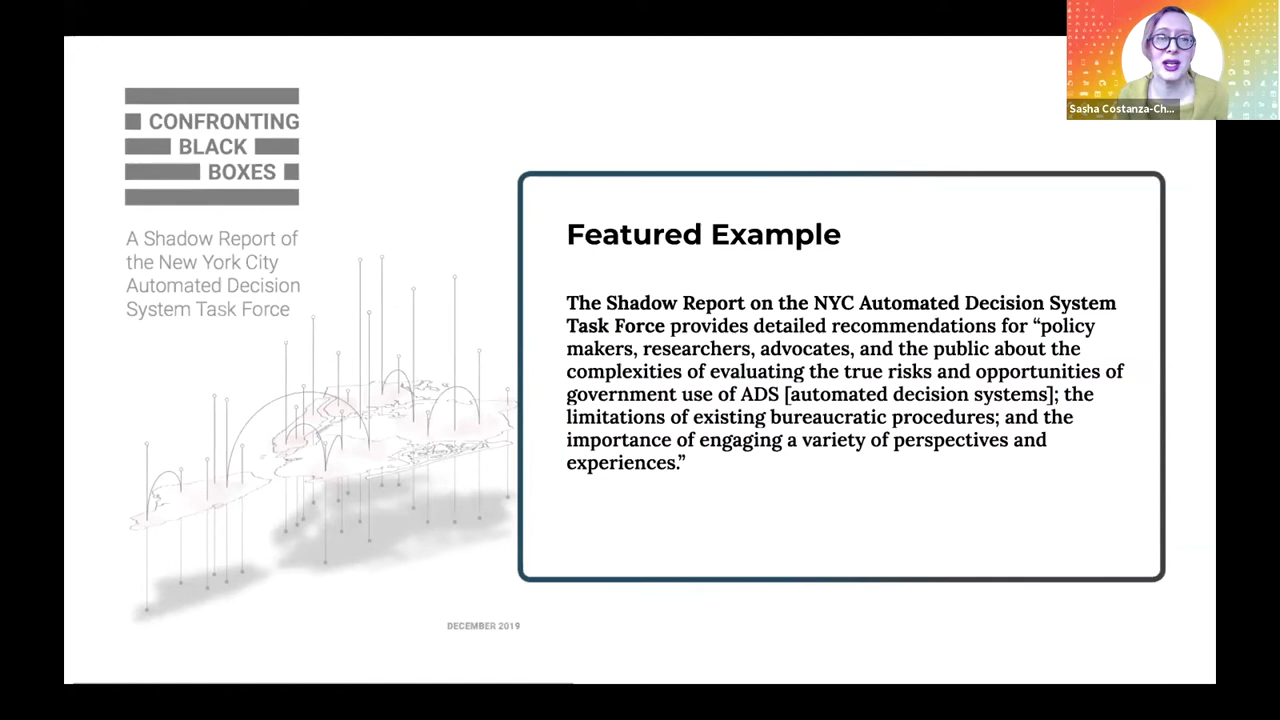 Sasha Costanza-Ch...
CONFRONTING
BLACK
BOXES
A Shadow Report of
the New York City
Automated Decision
System Task Force
DECEMBER 2019
Featured Example
The Shadow Report on the NYC Automated Decision System
Task Force provides detailed recommendations for “policy
makers, researchers, advocates, and the public about the
complexities of evaluating the true risks and opportunities of
government use of ADS [automated decision systems]; the
limitations of existing bureaucratic procedures; and the
importance of engaging a variety of perspectives and
experiences.”